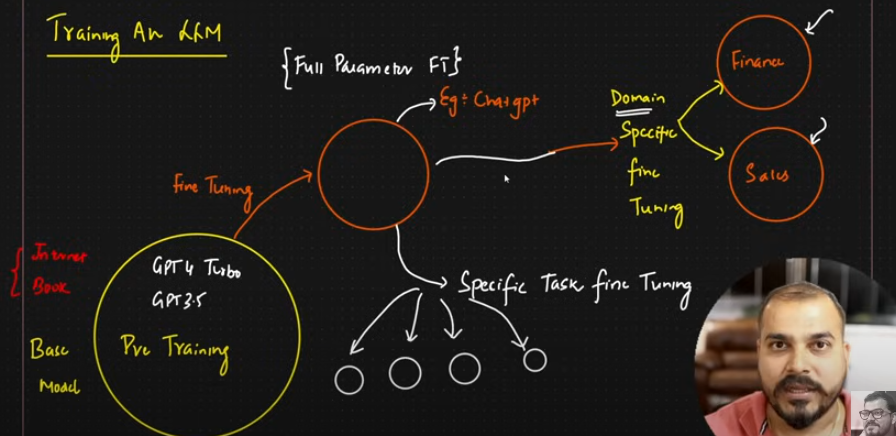 Training An LLM
{Full Parameter FT}
Eg÷ Chatgpt
Finance
Domain
Specific
fine
Tuning
Sales
Fine Tuning
Internet
Book
GPT4 Turbo
GPT3.5
Base
Model
Pre Training
Specific Task fine Tuning